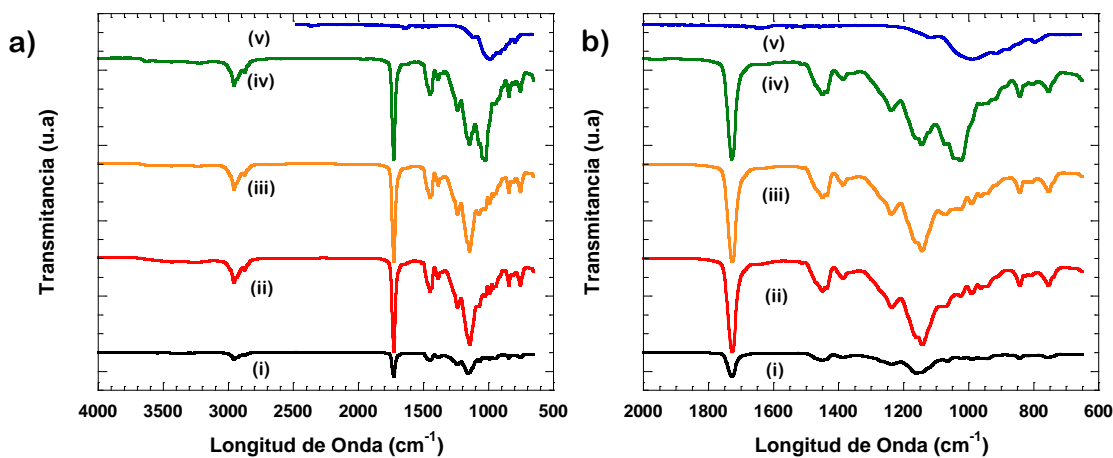 a)
Transmitancia (u.a)
(v)
(iv)
(iii)
(ii)
(i)
4000 3500 3000 2500 2000 1500 1000 500
Longitud de Onda (cm⁻¹)
b)
Transmitancia (u.a)
(v)
(iv)
(iii)
(ii)
(i)
2000 1800 1600 1400 1200 1000 800 600
Longitud de Onda (cm⁻¹)